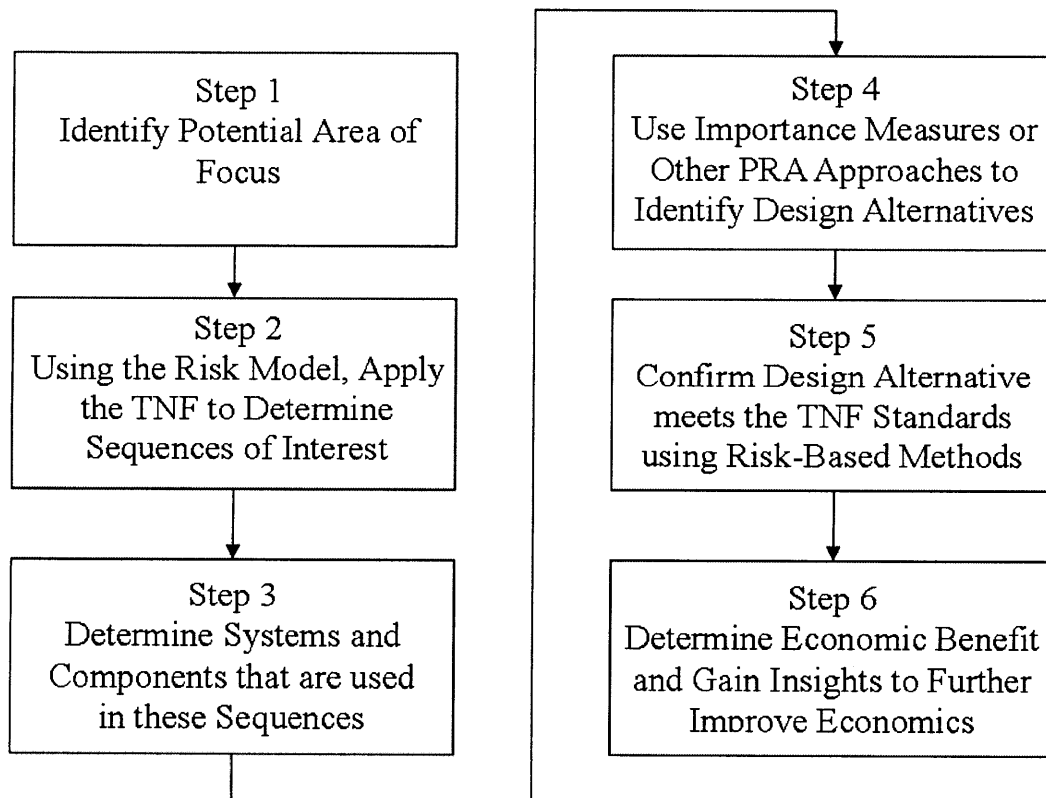 Step 1
Identify Potential Area of
Focus
Step 2
Using the Risk Model, Apply
the TNF to Determine
Sequences of Interest
Step 3
Determine Systems and
Components that are used
in these Sequences
Step 4
Use Importance Measures or
Other PRA Approaches to
Identify Design Alternatives
Step 5
Confirm Design Alternative
meets the TNF Standards
using Risk-Based Methods
Step 6
Determine Economic Benefit
and Gain Insights to Further
Improve Economics